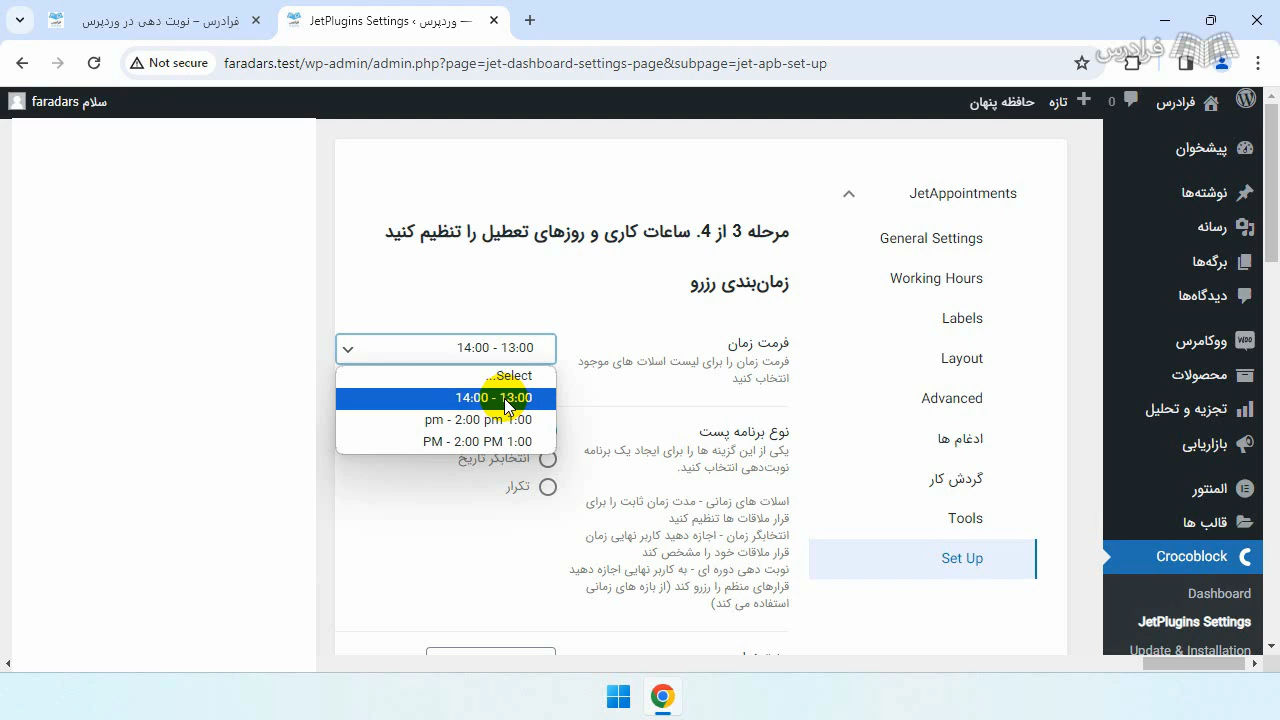 فرادرس – نوبت دهی در وردپرس
JetPlugins Settings ‹ وردپرس —
فرادرس
Not secure
faradars.test/wp-admin/admin.php?page=jet-dashboard-settings-page&subpage=jet-apb-set-up
فرادرس
0
تازه
حافظه پنهان
سلام faradars
پیشخوان
نوشته‌ها
رسانه
برگه‌ها
دیدگاه‌ها
ووکامرس
محصولات
تجزیه و تحلیل
بازاریابی
المنتور
قالب ها
Crocoblock
Dashboard
JetPlugins Settings
Update & Installation
JetAppointments
General Settings
Working Hours
Labels
Layout
Advanced
ادغام ها
گردش کار
Tools
Set Up
مرحله 3 از 4. ساعات کاری و روزهای تعطیل را تنظیم کنید
زمان‌بندی رزرو
فرمت زمان
فرمت زمان را برای لیست اسلات های موجود
انتخاب کنید
14:00 - 13:00
...Select
14:00 - 13:00
pm - 2:00 pm 1:00
PM - 2:00 PM 1:00
نوع برنامه پست
یکی از این گزینه ها را برای ایجاد یک برنامه
نوبت‌دهی انتخاب کنید.
انتخابگر تاریخ
تکرار
اسلات های زمانی - مدت زمان ثابت را برای
قرار ملاقات ها تنظیم کنید
انتخابگر زمان - اجازه دهید کاربر نهایی زمان
قرار ملاقات خود را مشخص کند
نوبت دهی دوره ای - به کاربر نهایی اجازه دهید
قرارهای منظم را رزرو کند (از بازه های زمانی
استفاده می کند)